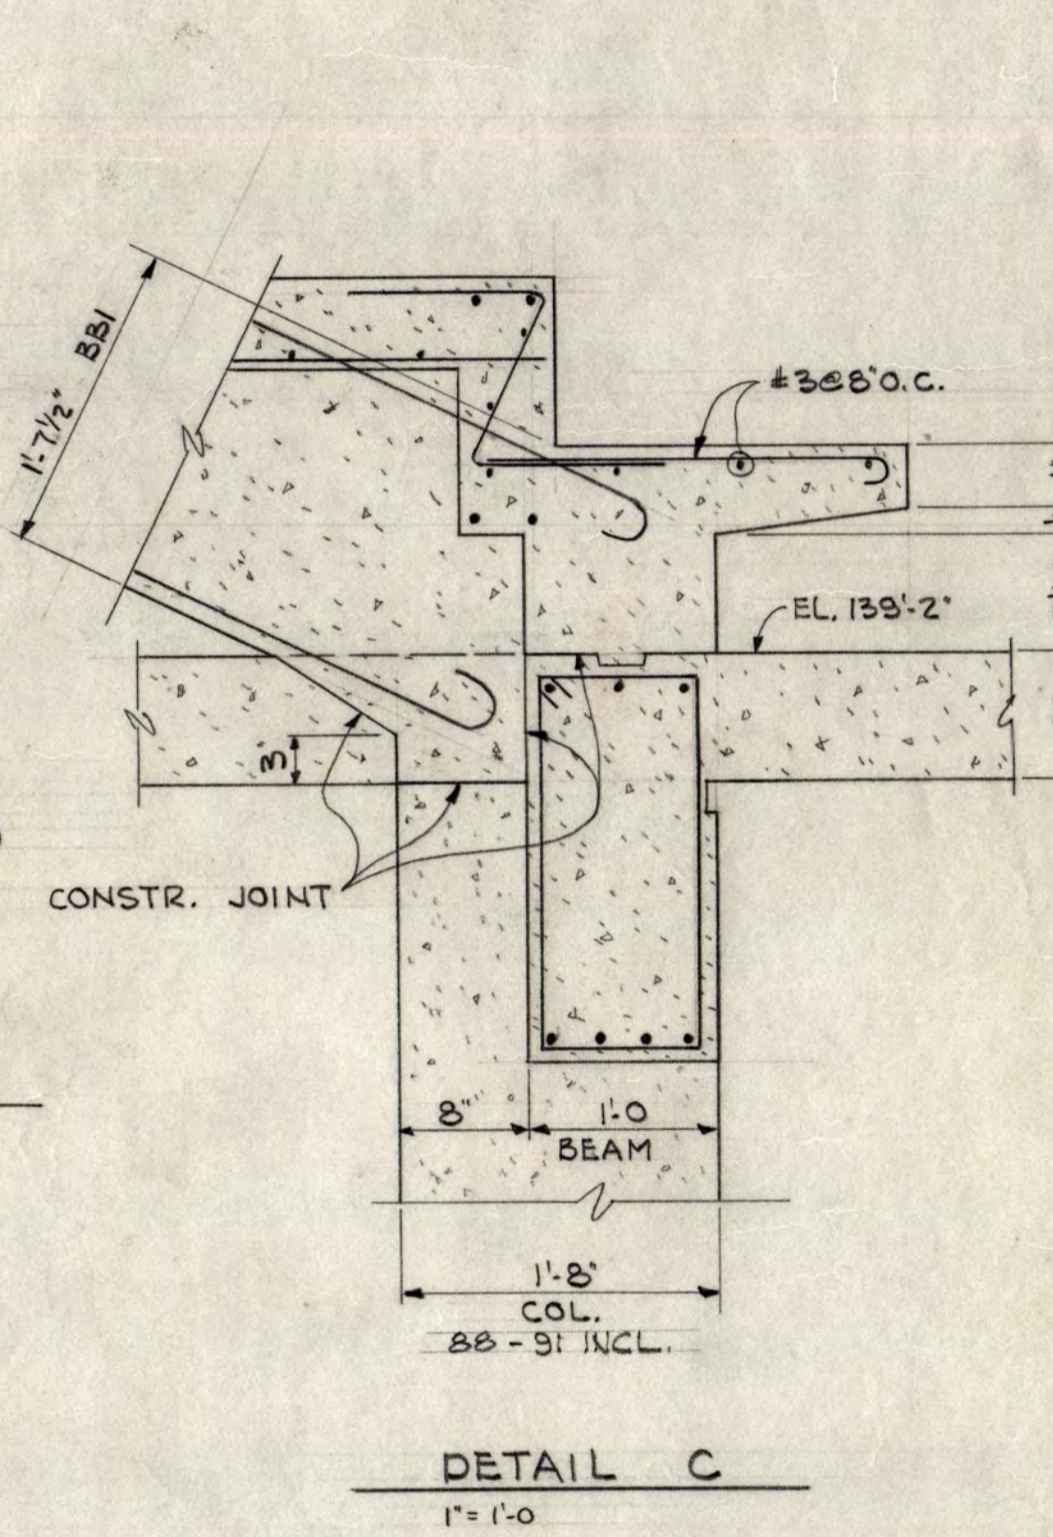 BB1
1'-7½"
#3@8"O.C.
EL. 139'-2"
3"
CONSTR. JOINT
8"
1'-0
BEAM
1'-8"
COL.
88 - 91 INCL.
DETAIL C
1" = 1'-0